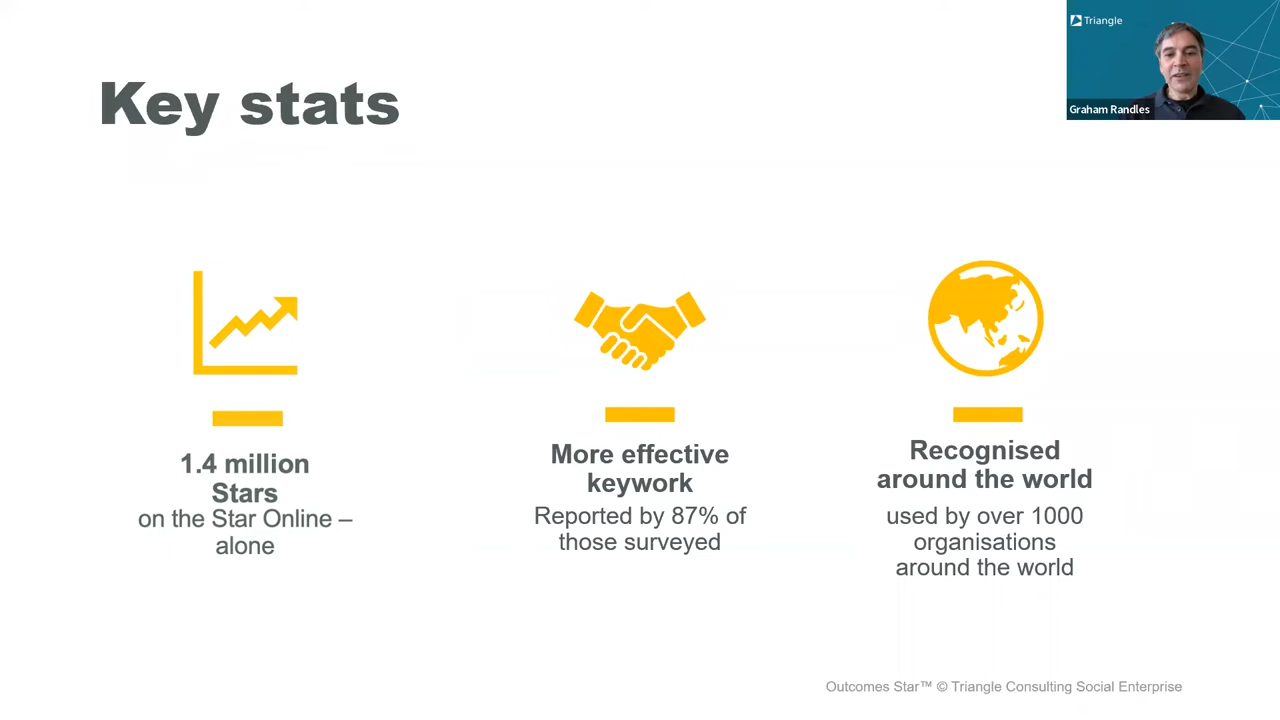 Triangle
Graham Randles
Key stats
1.4 million
Stars
on the Star Online –
alone
More effective
keywork
Reported by 87% of
those surveyed
Recognised
around the world
used by over 1000
organisations
around the world
Outcomes Star™ © Triangle Consulting Social Enterprise